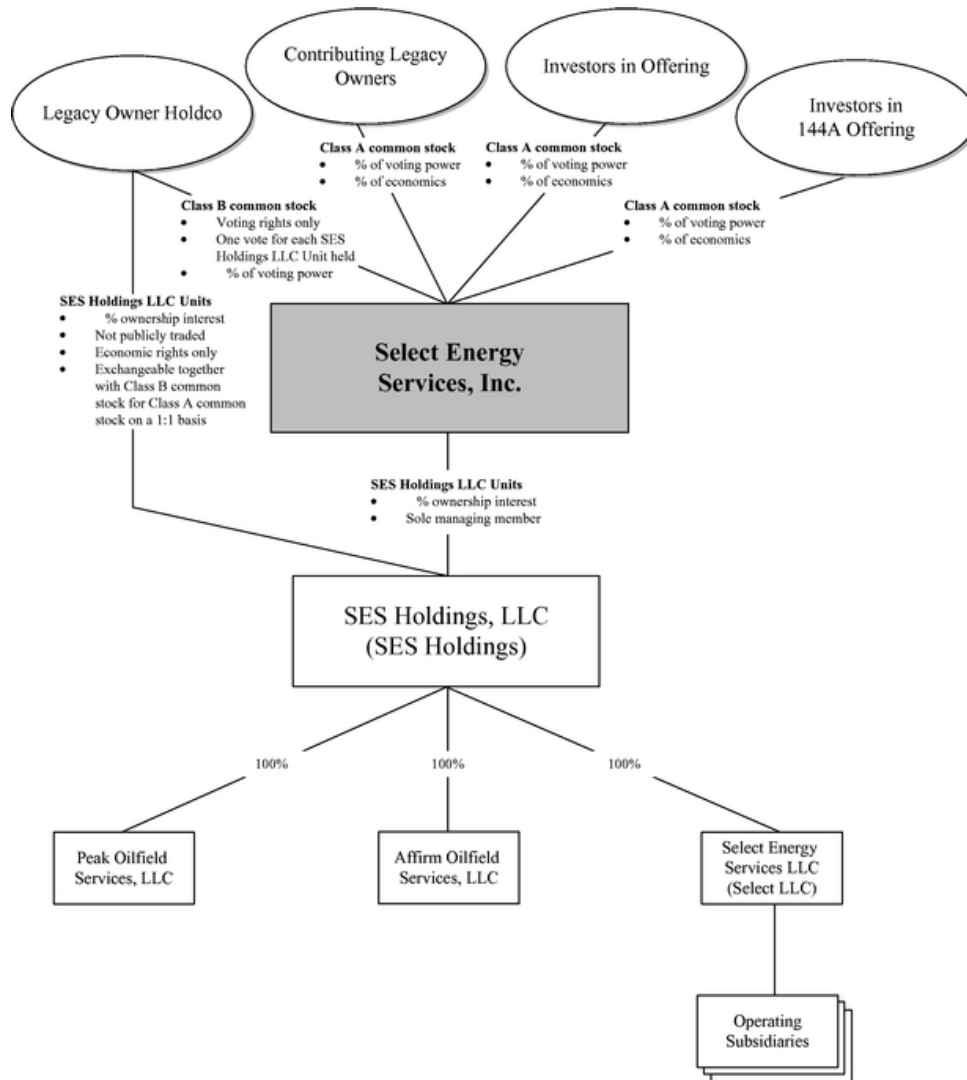 Contributing Legacy
Owners
Investors in Offering
Legacy Owner Holdco
Investors in
144A Offering
Class A common stock
• % of voting power
• % of economics
Class A common stock
• % of voting power
• % of economics
Class B common stock
• Voting rights only
• One vote for each SES
Holdings LLC Unit held
• % of voting power
Class A common stock
• % of voting power
• % of economics
SES Holdings LLC Units
• % ownership interest
• Not publicly traded
• Economic rights only
• Exchangeable together
with Class B common
stock for Class A common
stock on a 1:1 basis
Select Energy
Services, Inc.
SES Holdings LLC Units
• % ownership interest
• Sole managing member
SES Holdings, LLC
(SES Holdings)
100%
100%
100%
Peak Oilfield
Services, LLC
Affirm Oilfield
Services, LLC
Select Energy
Services LLC
(Select LLC)
Operating
Subsidiaries